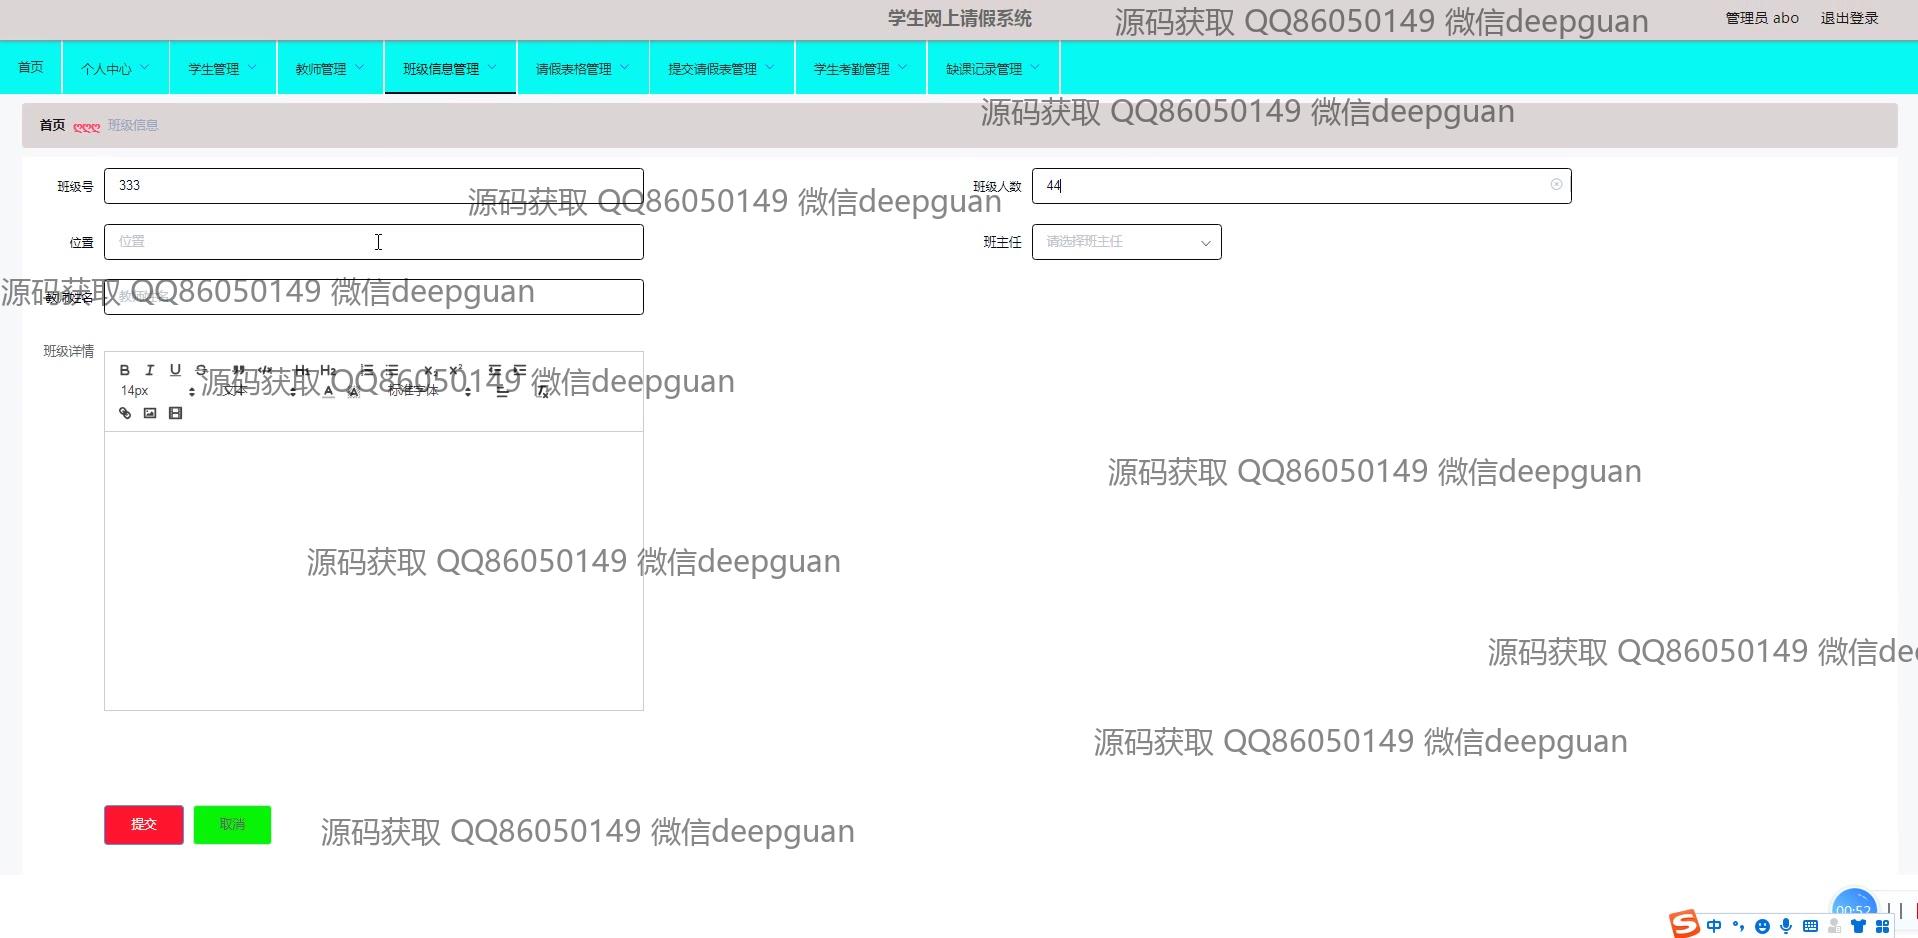 学生网上请假系统
源码获取 QQ86050149 微信deepguan
管理员 abo
退出登录
首页
个人中心
学生管理
教师管理
班级信息管理
请假表格管理
提交请假表管理
学生考勤管理
缺课记录管理
源码获取 QQ86050149 微信deepguan
首页
班级信息
班级号
333
班级人数
44
源码获取 QQ86050149 微信deepguan
位置
位置
班主任
请选择班主任
教师姓名
教师姓名
源码获取 QQ86050149 微信deepguan
班级详情
B I U S H1 H2 X2 X2
14px
文本
标准字体
源码获取 QQ86050149 微信deepguan
源码获取 QQ86050149 微信deepguan
源码获取 QQ86050149 微信deepguan
源码获取 QQ86050149 微信dee
源码获取 QQ86050149 微信deepguan
提交
取消
源码获取 QQ86050149 微信deepguan
00:52
中